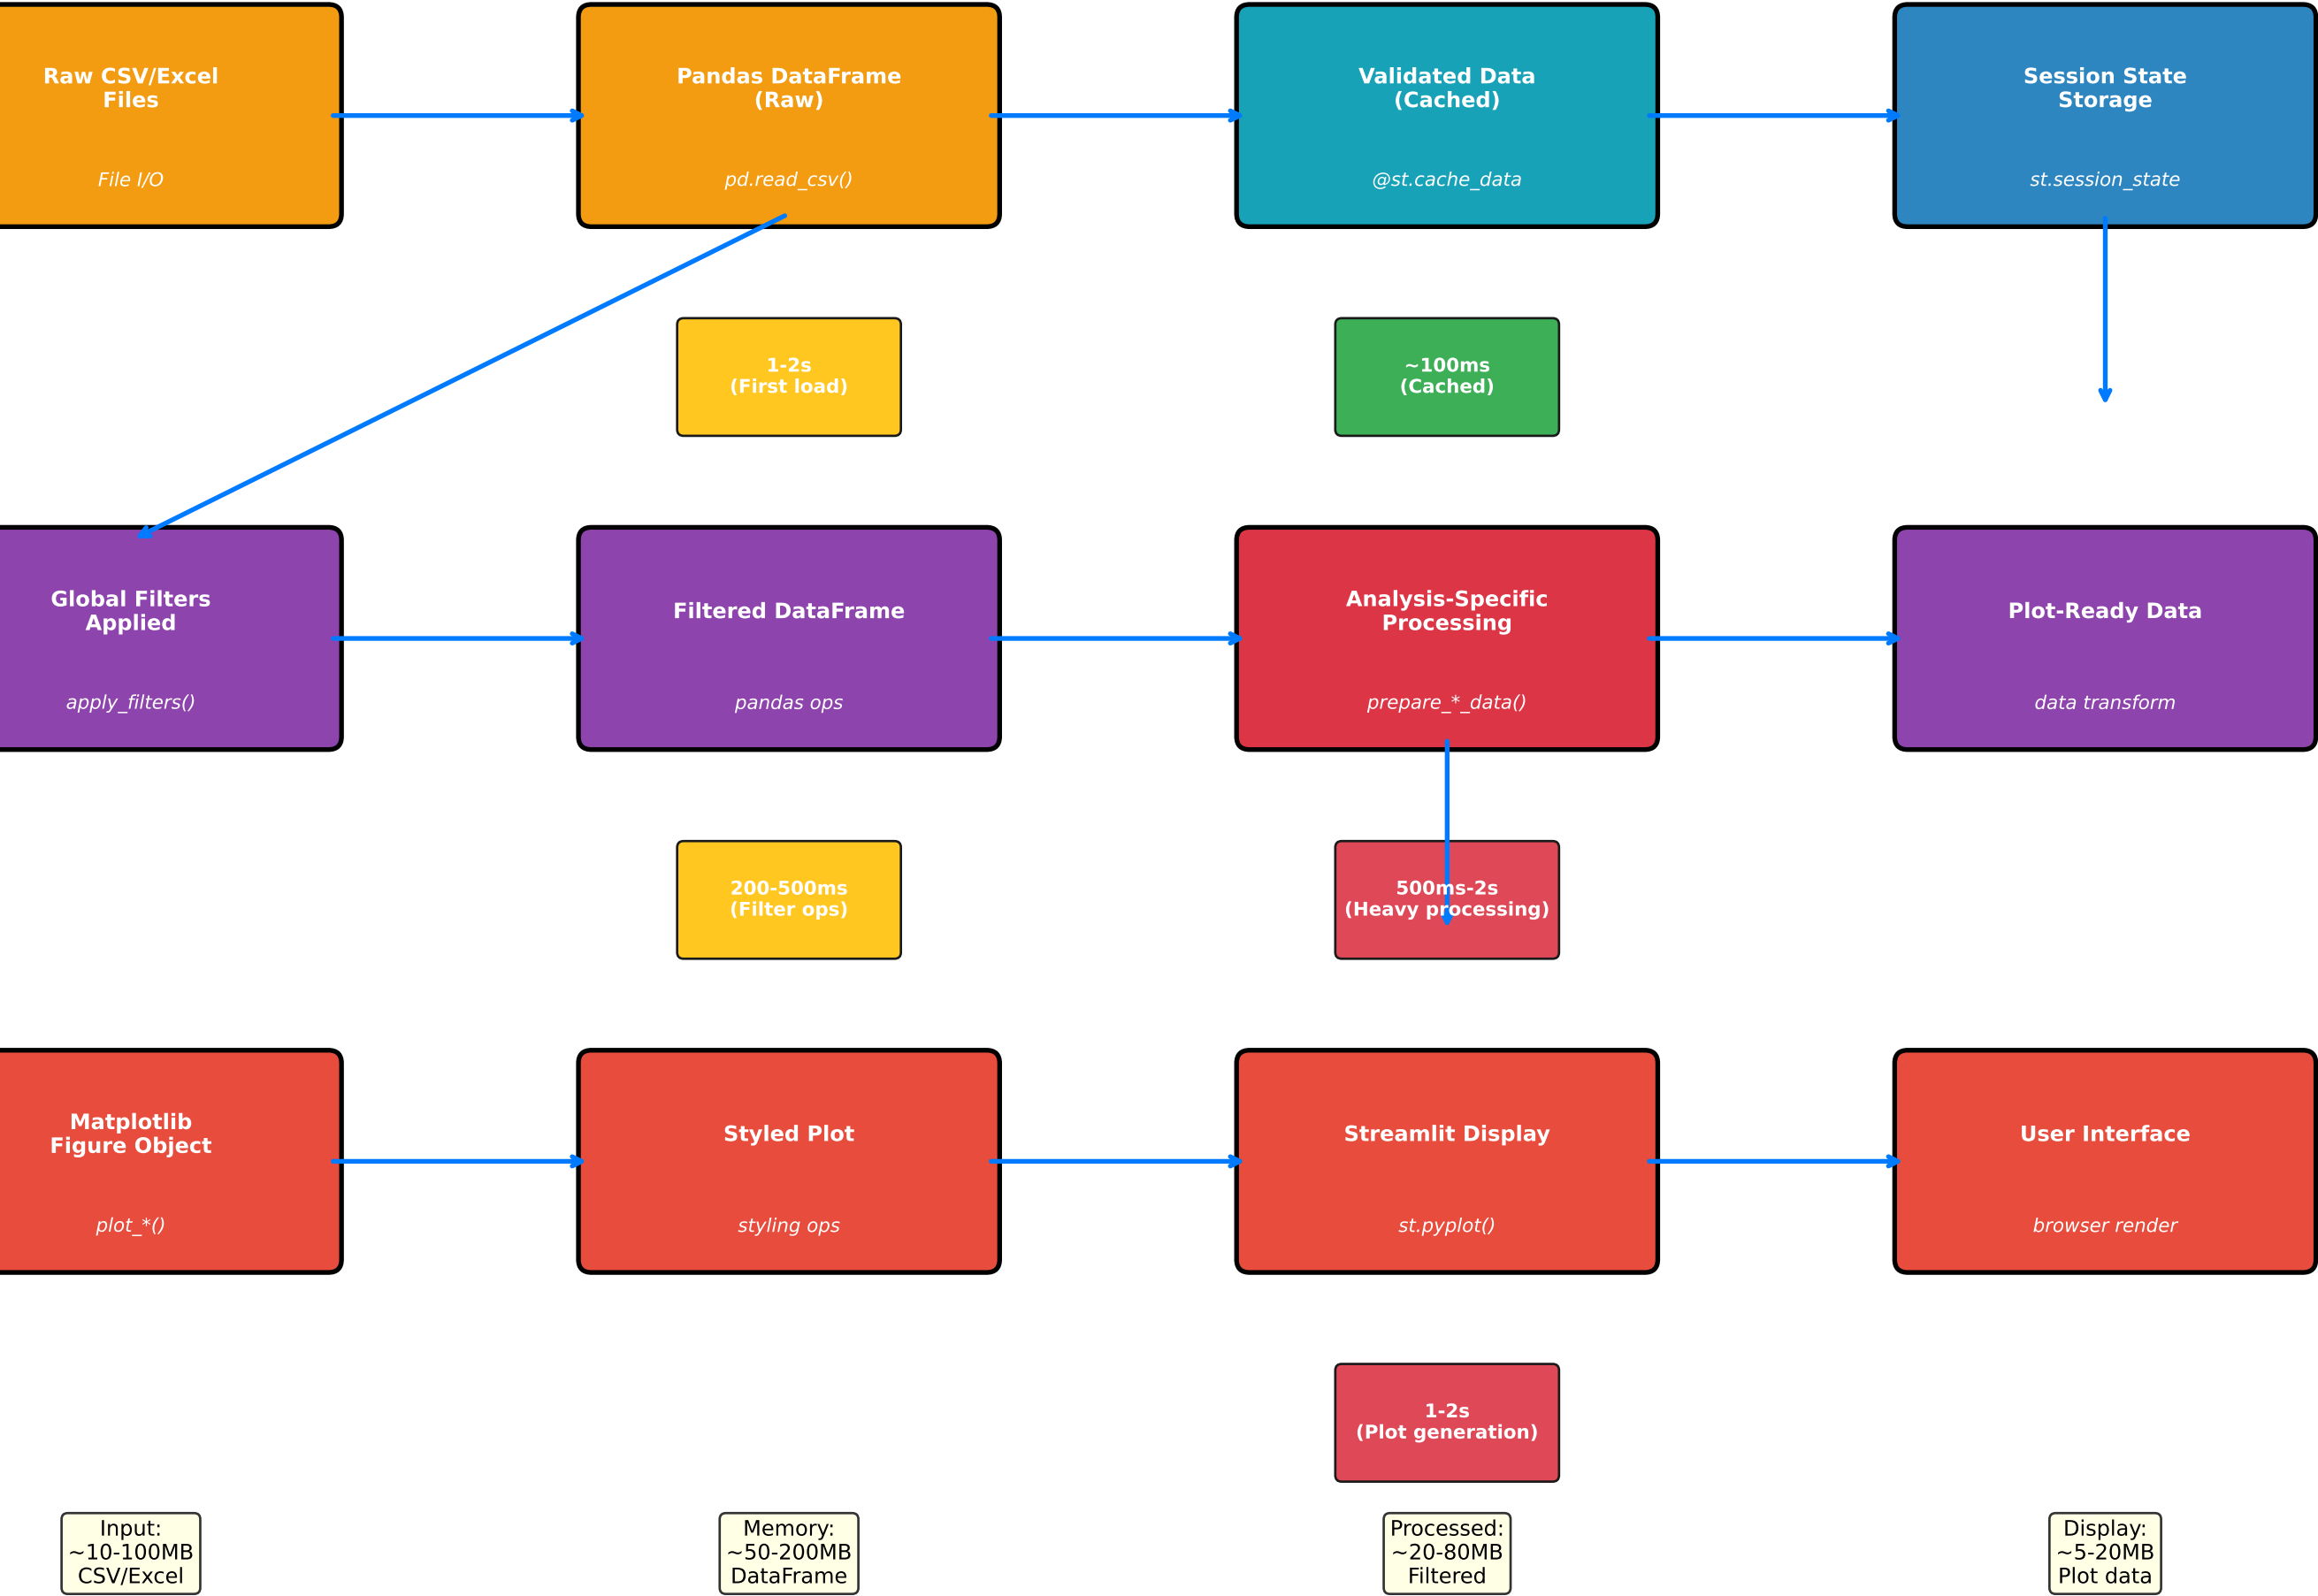 Raw CSV/Excel
Files
File I/O
Pandas DataFrame
(Raw)
pd.read_csv()
Validated Data
(Cached)
@st.cache_data
Session State
Storage
st.session_state
1-2s
(First load)
~100ms
(Cached)
Global Filters
Applied
apply_filters()
Filtered DataFrame
pandas ops
Analysis-Specific
Processing
prepare_*_data()
Plot-Ready Data
data transform
200-500ms
(Filter ops)
500ms-2s
(Heavy processing)
Matplotlib
Figure Object
plot_*()
Styled Plot
styling ops
Streamlit Display
st.pyplot()
User Interface
browser render
1-2s
(Plot generation)
Input:
~10-100MB
CSV/Excel
Memory:
~50-200MB
DataFrame
Processed:
~20-80MB
Filtered
Display:
~5-20MB
Plot data